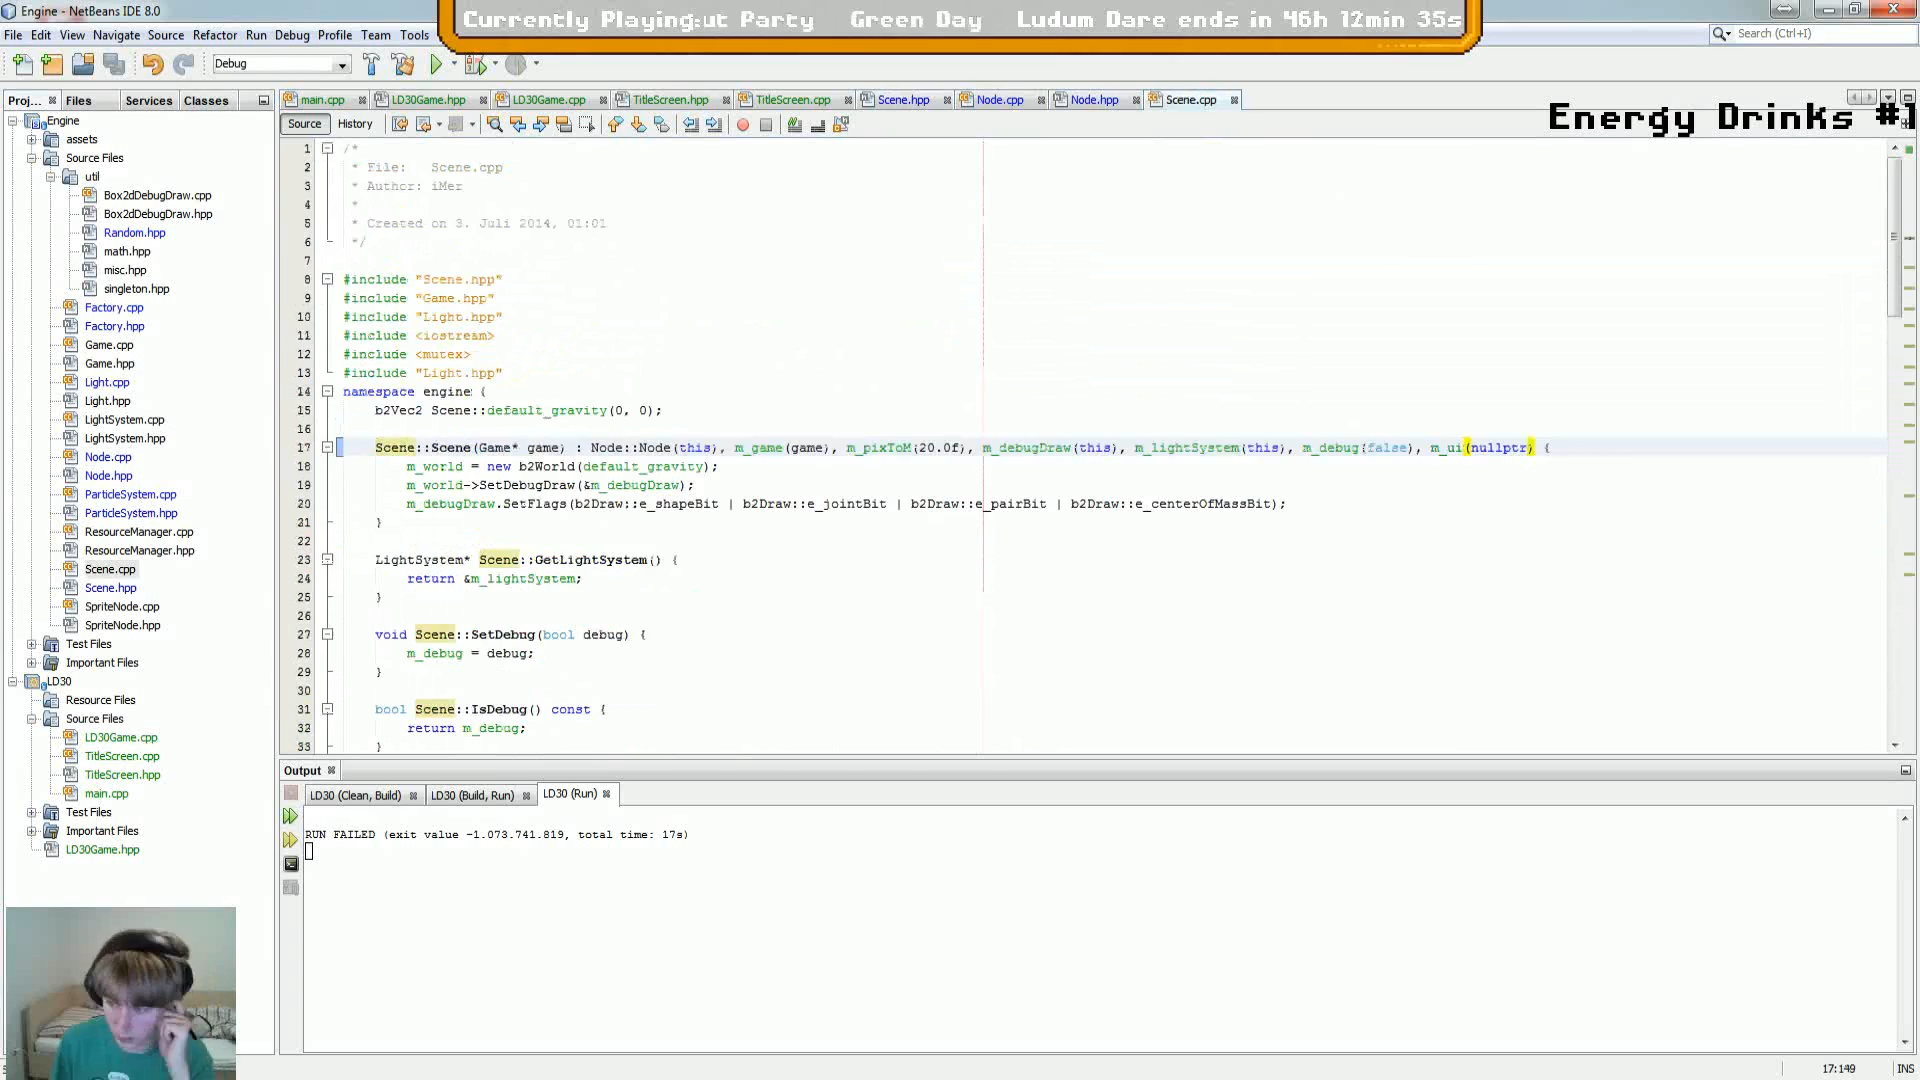 Engine - NetBeans IDE 8.0
Currently Playing:ut Party Green Day Ludum Dare ends in 46h 12min 35s
File Edit View Navigate Source Refactor Run Debug Profile Team Tools
Search (Ctrl+I)
Debug
Proj... Files Services Classes
main.cpp LD30Game.hpp LD30Game.cpp TitleScreen.hpp TitleScreen.cpp Scene.hpp Node.cpp Node.hpp Scene.cpp
Energy Drinks #1
Source History
Engine
assets
Source Files
util
Box2dDebugDraw.cpp
Box2dDebugDraw.hpp
Random.hpp
math.hpp
misc.hpp
singleton.hpp
Factory.cpp
Factory.hpp
Game.cpp
Game.hpp
Light.cpp
Light.hpp
LightSystem.cpp
LightSystem.hpp
Node.cpp
Node.hpp
ParticleSystem.cpp
ParticleSystem.hpp
ResourceManager.cpp
ResourceManager.hpp
Scene.cpp
Scene.hpp
SpriteNode.cpp
SpriteNode.hpp
Test Files
Important Files
LD30
Resource Files
Source Files
LD30Game.cpp
TitleScreen.cpp
TitleScreen.hpp
main.cpp
Test Files
Important Files
LD30Game.hpp
1 /*
2 * File: Scene.cpp
3 * Author: iMer
4 *
5 * Created on 3. Juli 2014, 01:01
6 */
7
8 #include "Scene.hpp"
9 #include "Game.hpp"
10 #include "Light.hpp"
11 #include <iostream>
12 #include <mutex>
13 #include "Light.hpp"
14 namespace engine {
15 b2Vec2 Scene::default_gravity(0, 0);
16
17 Scene::Scene(Game* game) : Node::Node(this), m_game(game), m_pixToM(20.0f), m_debugDraw(this), m_lightSystem(this), m_debug(false), m_ui(nullptr) {
18 m_world = new b2World(default_gravity);
19 m_world->SetDebugDraw(&m_debugDraw);
20 m_debugDraw.SetFlags(b2Draw::e_shapeBit | b2Draw::e_jointBit | b2Draw::e_pairBit | b2Draw::e_centerOfMassBit);
21 }
22
23 LightSystem* Scene::GetLightSystem() {
24 return &m_lightSystem;
25 }
26
27 void Scene::SetDebug(bool debug) {
28 m_debug = debug;
29 }
30
31 bool Scene::IsDebug() const {
32 return m_debug;
33 }
Output
LD30 (Clean, Build) LD30 (Build, Run) LD30 (Run)
RUN FAILED (exit value -1.073.741.819, total time: 17s)
17:149 INS